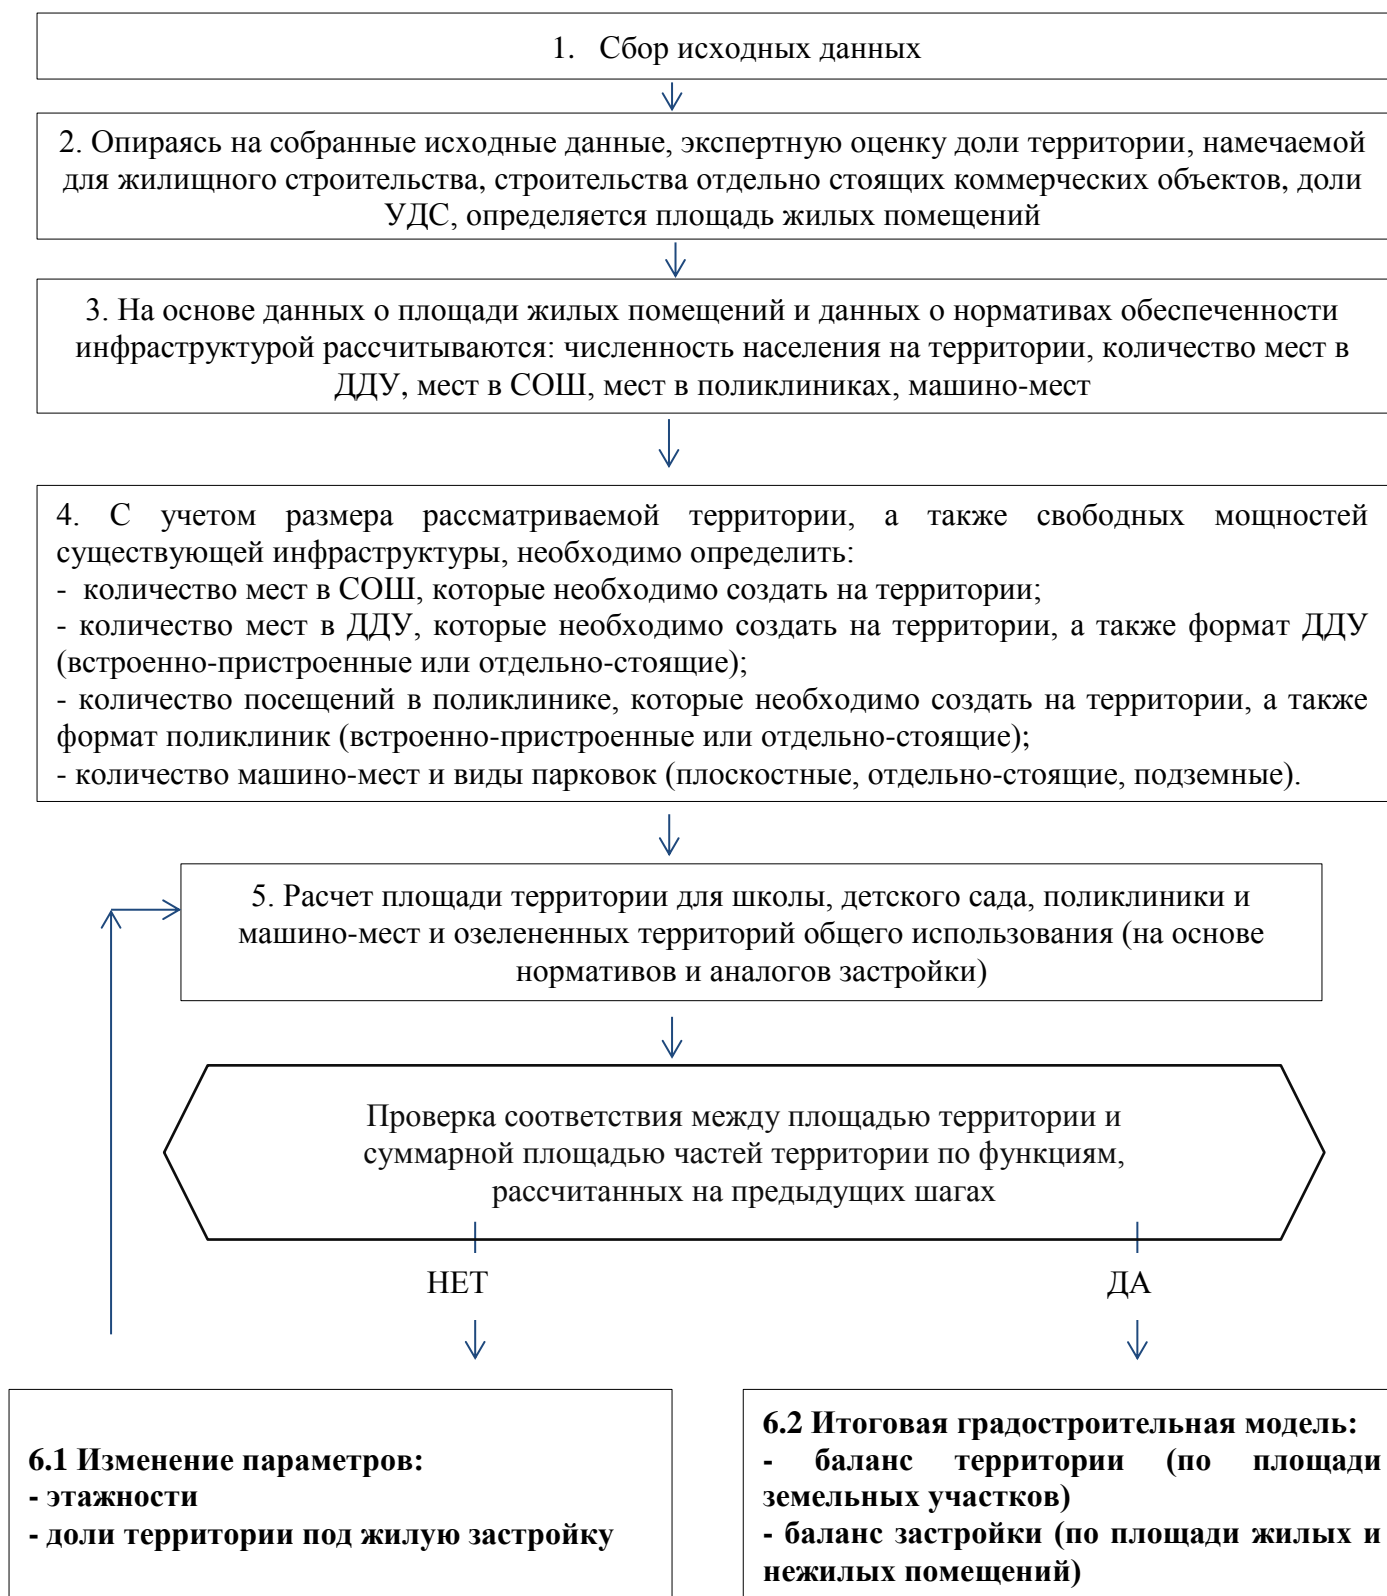 1. Сбор исходных данных
2. Опираясь на собранные исходные данные, экспертную оценку доли территории, намечаемой
для жилищного строительства, строительства отдельно стоящих коммерческих объектов, доли
УДС, определяется площадь жилых помещений
3. На основе данных о площади жилых помещений и данных о нормативах обеспеченности
инфраструктурой рассчитываются: численность населения на территории, количество мест в
ДДУ, мест в СОШ, мест в поликлиниках, машино-мест
4. С учетом размера рассматриваемой территории, а также свободных мощностей
существующей инфраструктуры, необходимо определить:
- количество мест в СОШ, которые необходимо создать на территории;
- количество мест в ДДУ, которые необходимо создать на территории, а также формат ДДУ
(встроенно-пристроенные или отдельно-стоящие);
- количество посещений в поликлинике, которые необходимо создать на территории, а также
формат поликлиник (встроенно-пристроенные или отдельно-стоящие);
- количество машино-мест и виды парковок (плоскостные, отдельно-стоящие, подземные).
5. Расчет площади территории для школы, детского сада, поликлиники и
машино-мест и озелененных территорий общего использования (на основе
нормативов и аналогов застройки)
Проверка соответствия между площадью территории и
суммарной площадью частей территории по функциям,
рассчитанных на предыдущих шагах
НЕТ
ДА
6.1 Изменение параметров:
- этажности
- доли территории под жилую застройку
6.2 Итоговая градостроительная модель:
- баланс территории (по площади
земельных участков)
- баланс застройки (по площади жилых и
нежилых помещений)